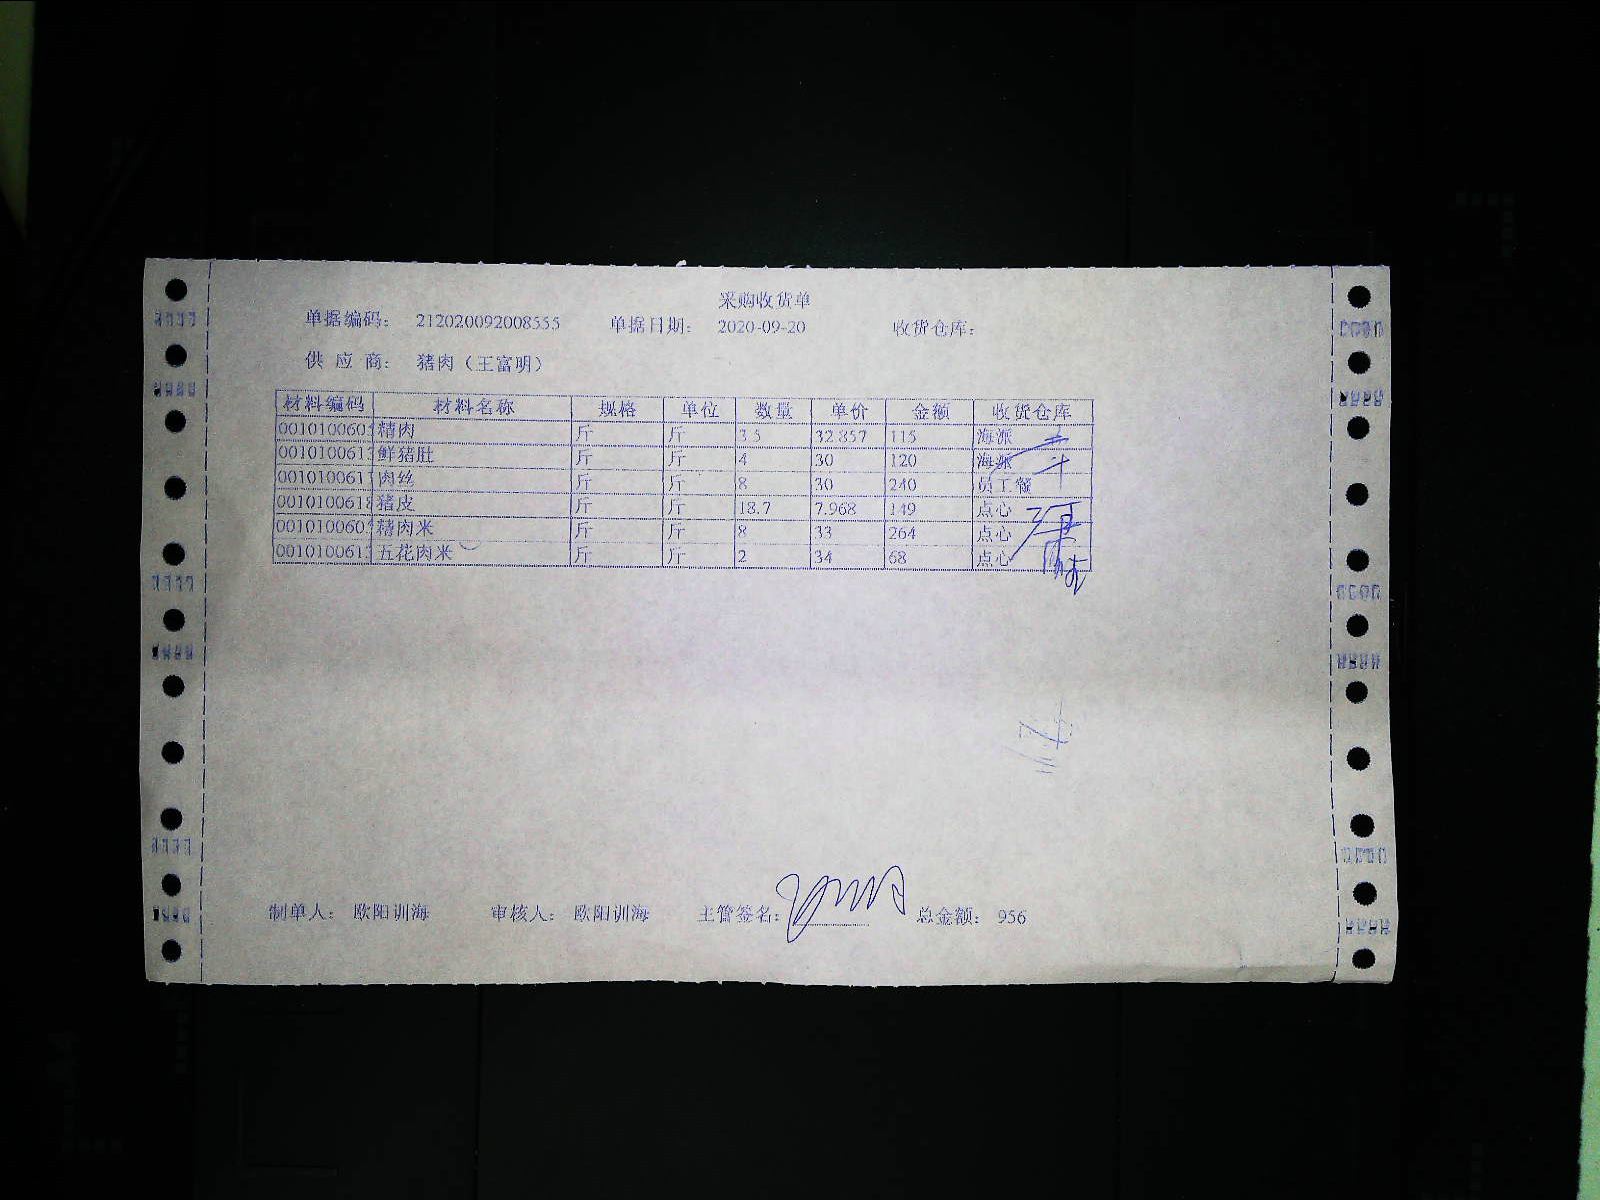 采购收货单
单据编码： 212020092008555 单据日期： 2020-09-20 收货仓库：
供应商： 猪肉（王富明）
材料编码 材料名称 规格 单位 数量 单价 金额 收货仓库
001010060 精肉 斤 斤 3.5 32.857 115 海派
001010061 鲜猪肚 斤 斤 4 30 120 海派
001010061 肉丝 斤 斤 8 30 240 员工餐
001010061 猪皮 斤 斤 18.7 7.968 149 点心
001010060 精肉米 斤 斤 8 33 264 点心
001010061 五花肉米 斤 斤 2 34 68 点心
制单人： 欧阳训海 审核人： 欧阳训海 主管签名： 总金额： 956